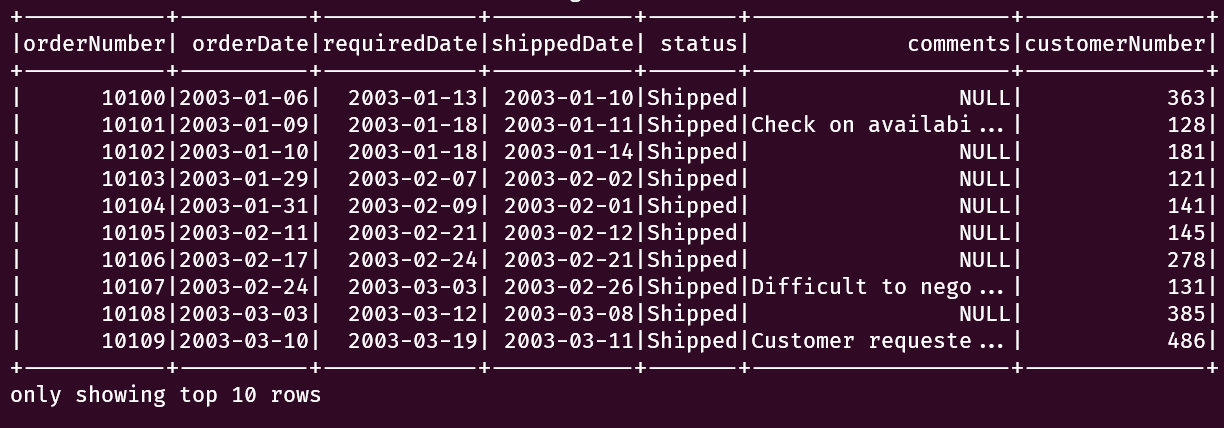 +-----------+----------+------------+-----------+-------+--------------------+--------------+
|orderNumber| orderDate|requiredDate|shippedDate| status|            comments|customerNumber|
+-----------+----------+------------+-----------+-------+--------------------+--------------+
|      10100|2003-01-06|  2003-01-13| 2003-01-10|Shipped|                NULL|           363|
|      10101|2003-01-09|  2003-01-18| 2003-01-11|Shipped|Check on availabi...|           128|
|      10102|2003-01-10|  2003-01-18| 2003-01-14|Shipped|                NULL|           181|
|      10103|2003-01-29|  2003-02-07| 2003-02-02|Shipped|                NULL|           121|
|      10104|2003-01-31|  2003-02-09| 2003-02-01|Shipped|                NULL|           141|
|      10105|2003-02-11|  2003-02-21| 2003-02-12|Shipped|                NULL|           145|
|      10106|2003-02-17|  2003-02-24| 2003-02-21|Shipped|                NULL|           278|
|      10107|2003-02-24|  2003-03-03| 2003-02-26|Shipped|Difficult to nego...|           131|
|      10108|2003-03-03|  2003-03-12| 2003-03-08|Shipped|                NULL|           385|
|      10109|2003-03-10|  2003-03-19| 2003-03-11|Shipped|Customer requeste...|           486|
+-----------+----------+------------+-----------+-------+--------------------+--------------+
only showing top 10 rows